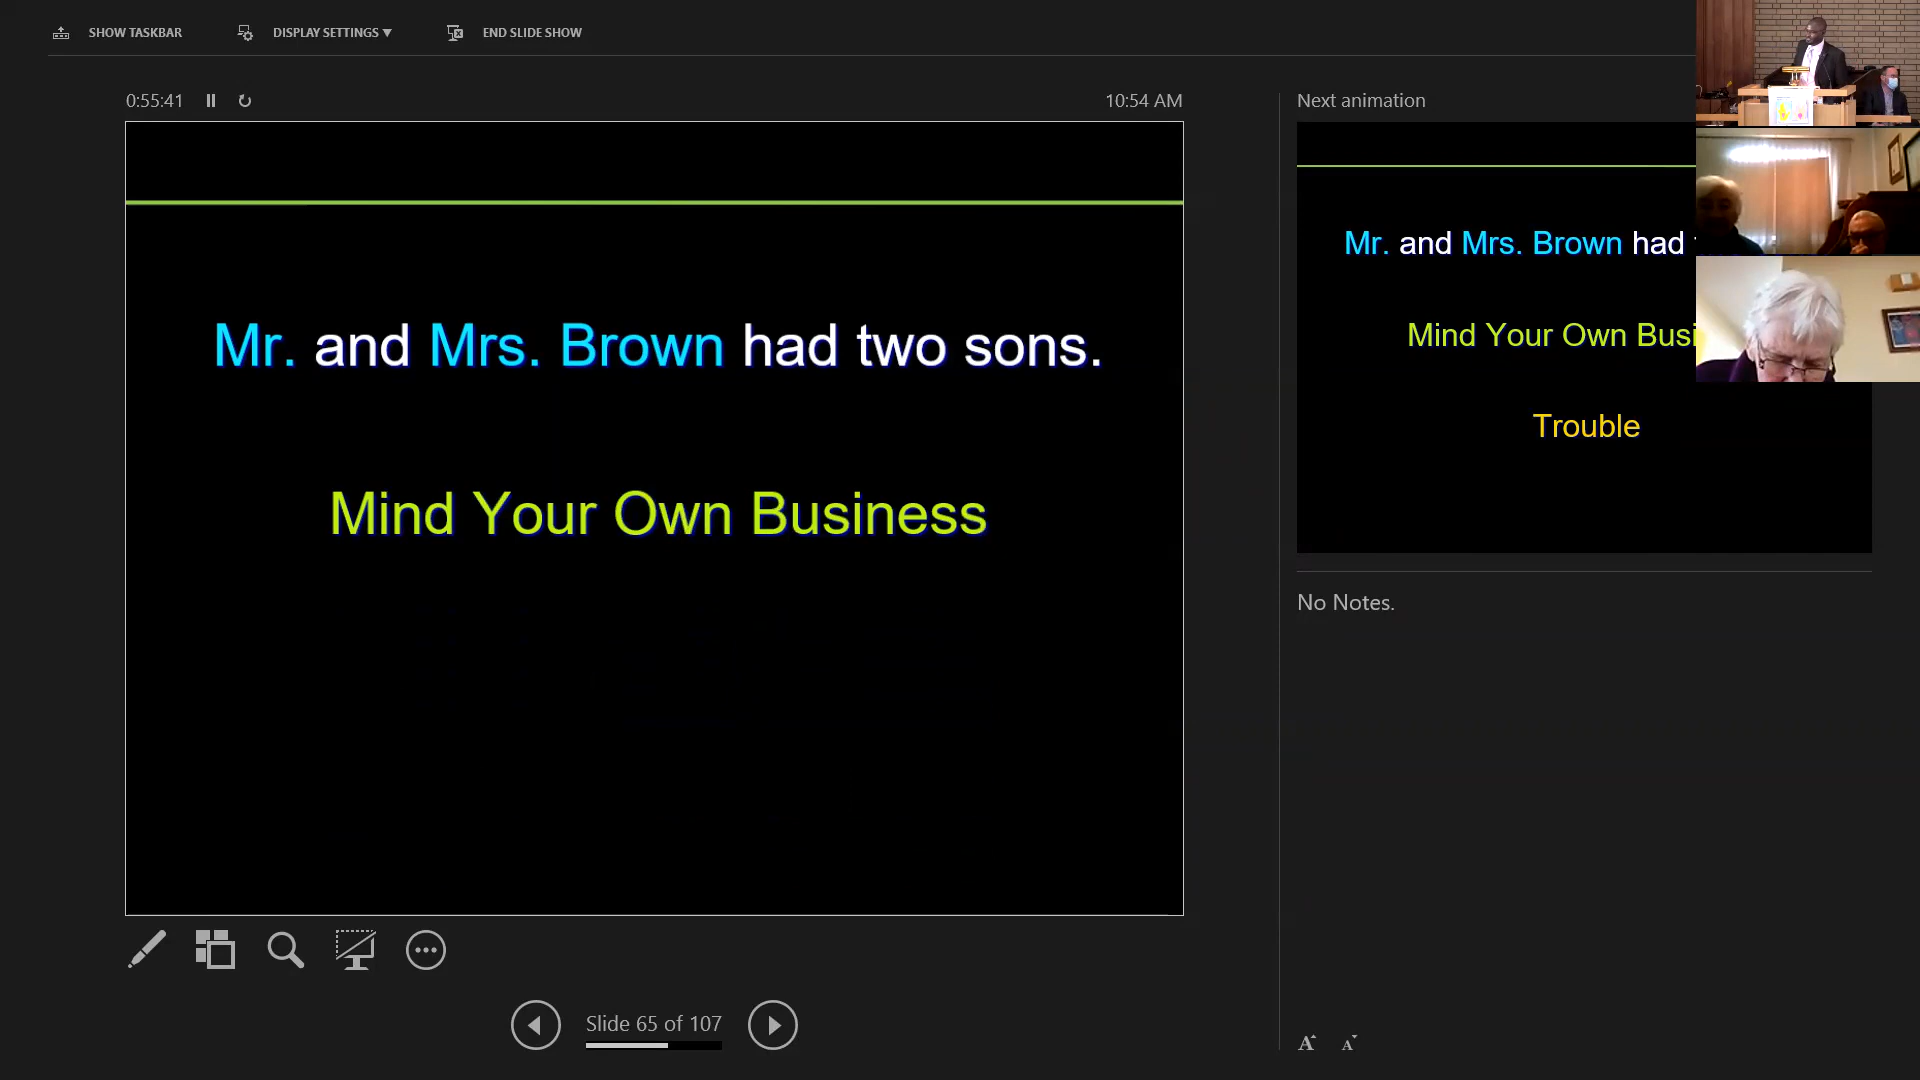 SHOW TASKBAR
DISPLAY SETTINGS ▼
END SLIDE SHOW
0:55:41
10:54 AM
Mr. and Mrs. Brown had two sons.
Mind Your Own Business
Slide 65 of 107
Next animation
Mr. and Mrs. Brown had
Mind Your Own Busi
Trouble
No Notes.
A A